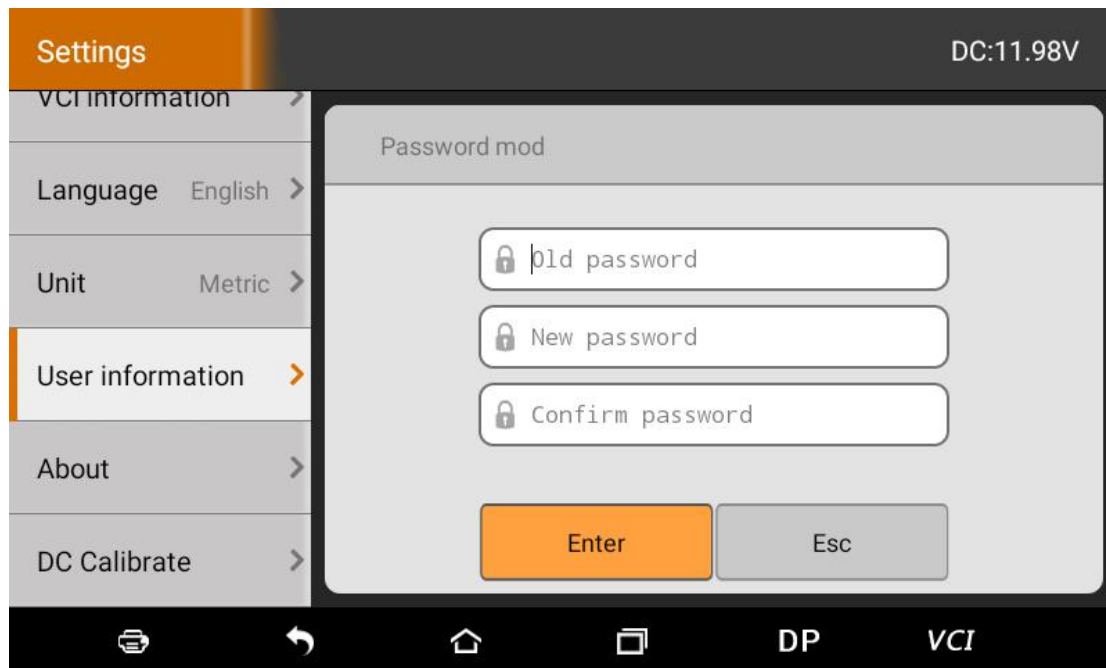 Settings
DC:11.98V
VCI information
Language English
Unit Metric
User information
About
DC Calibrate
Password mod
Old password
New password
Confirm password
Enter Esc
DP VCI